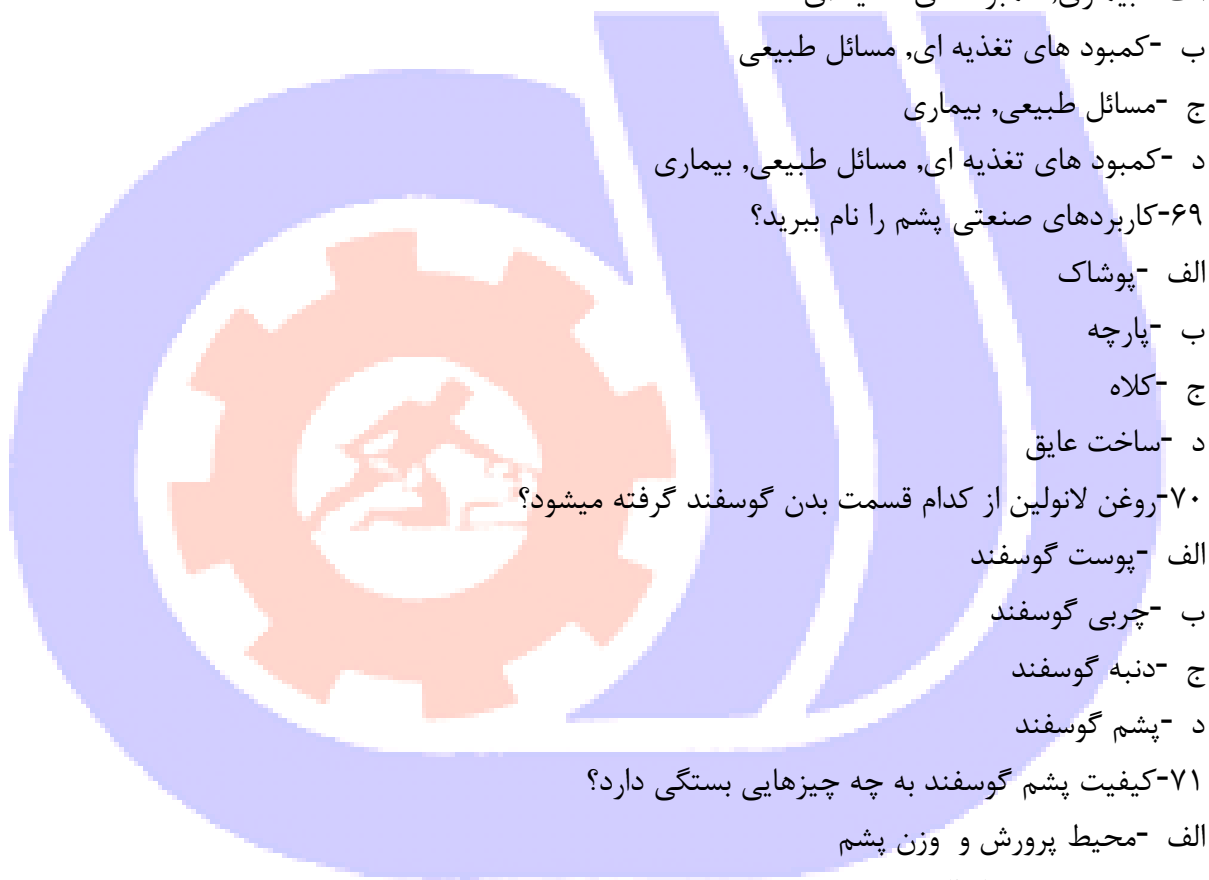 ب -کمبود های تغذیه ای, مسائل طبیعی
ج -مسائل طبیعی, بیماری
د -کمبود های تغذیه ای, مسائل طبیعی, بیماری
۶۹-کاربردهای صنعتی پشم را نام ببرید؟
الف -پوشاک
ب -پارچه
ج -کلاه
د -ساخت عایق
۷۰-روغن لانولین از کدام قسمت بدن گوسفند گرفته میشود؟
الف -پوست گوسفند
ب -چربی گوسفند
ج -دنبه گوسفند
د -پشم گوسفند
۷۱-کیفیت پشم گوسفند به چه چیزهایی بستگی دارد؟
الف -محیط پرورش و وزن پشم